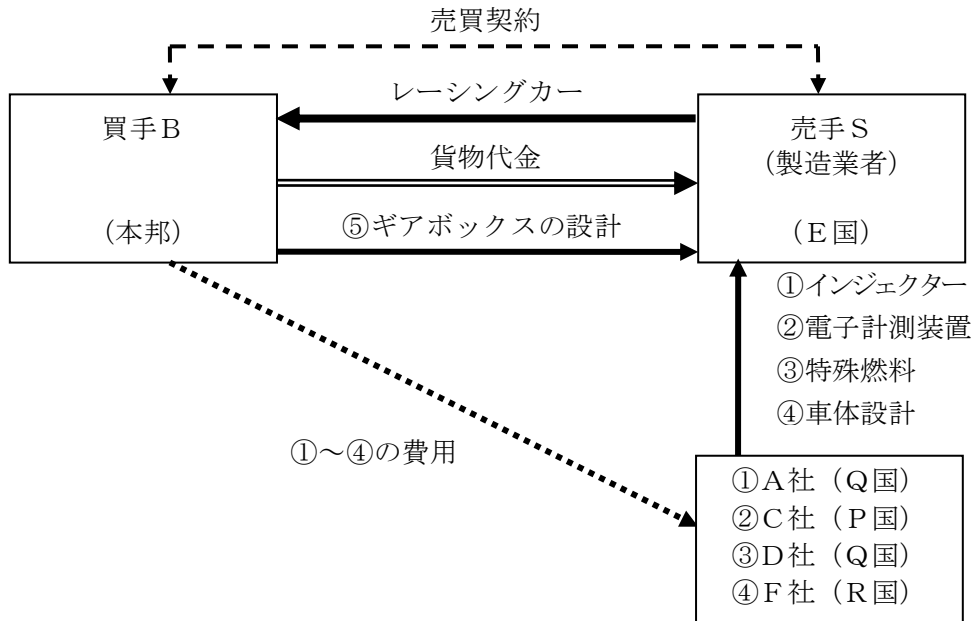 売買契約
レーシングカー
買手B
売手S
(製造業者)
貨物代金
(本邦)
⑤ギアボックスの設計
(E国)
①インジェクター
②電子計測装置
③特殊燃料
④車体設計
①~④の費用
①A社(Q国)
②C社(P国)
③D社(Q国)
④F社(R国)